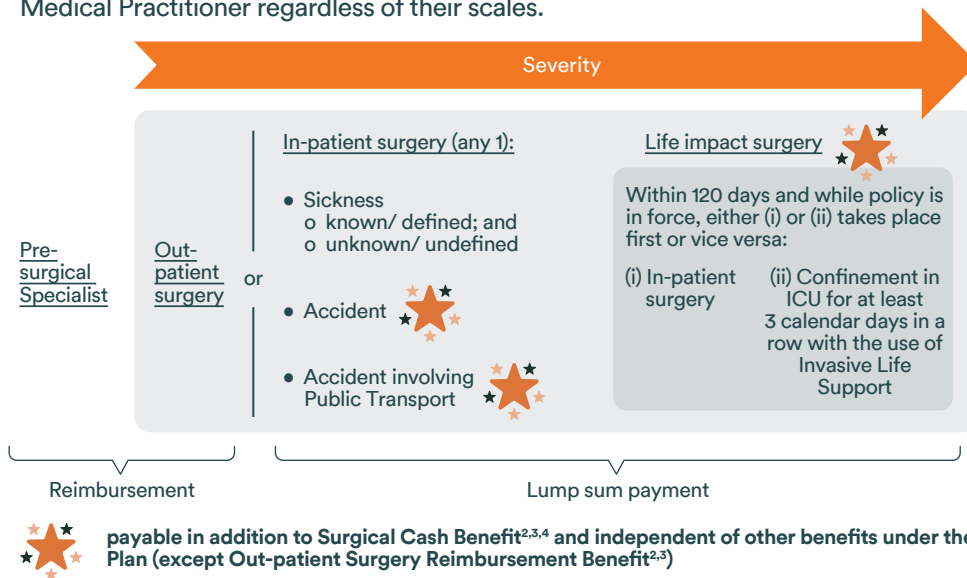 Medical Practitioner regardless of their scales.
Severity
Pre-
surgical
Specialist
Out-
patient
surgery
or
In-patient surgery (any 1):
● Sickness
o known/ defined; and
o unknown/ undefined
● Accident
● Accident involving
Public Transport
Life impact surgery
Within 120 days and while policy is
in force, either (i) or (ii) takes place
first or vice versa:
(i) In-patient
surgery
(ii) Confinement in
ICU for at least
3 calendar days in a
row with the use of
Invasive Life
Support
Reimbursement
Lump sum payment
payable in addition to Surgical Cash Benefit2,3,4 and independent of other benefits under the
Plan (except Out-patient Surgery Reimbursement Benefit2,3)